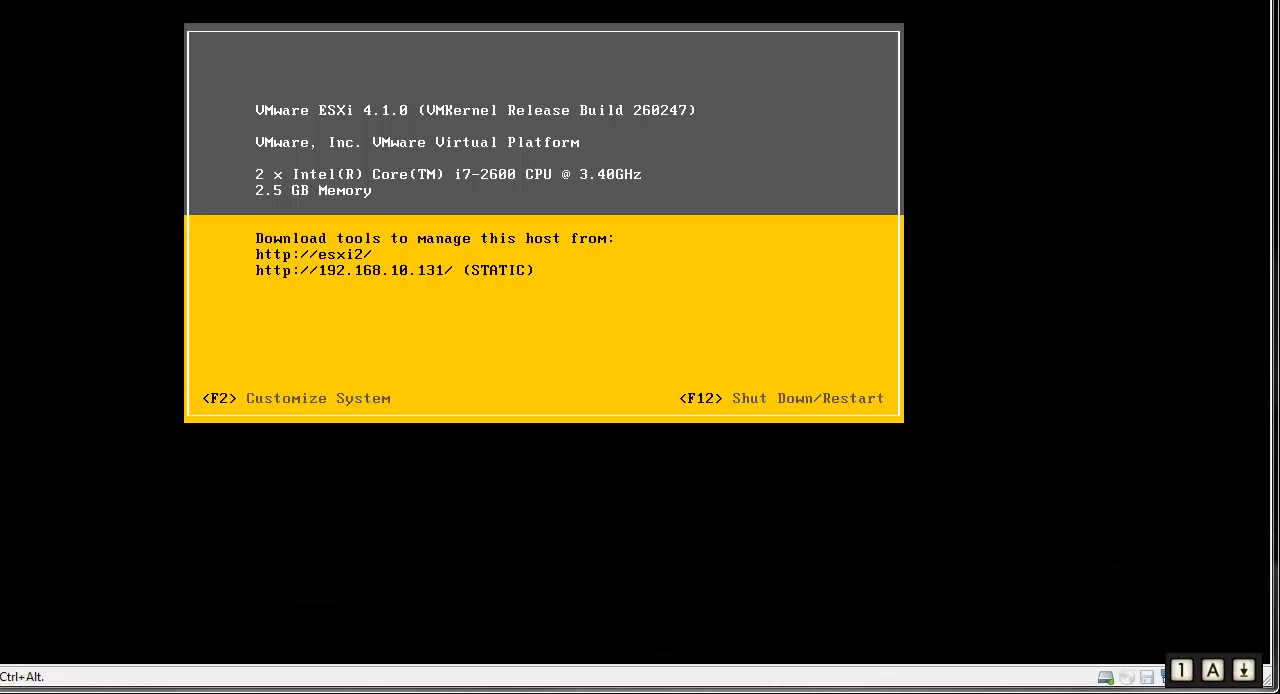 VMware ESXi 4.1.0 (VMKernel Release Build 260247)
VMware, Inc. VMware Virtual Platform
2 x Intel(R) Core(TM) i7-2600 CPU @ 3.40GHz
2.5 GB Memory
Download tools to manage this host from:
http://esxi2/
http://192.168.10.131/ (STATIC)
<F2> Customize System <F12> Shut Down/Restart
Ctrl+Alt.
1 A